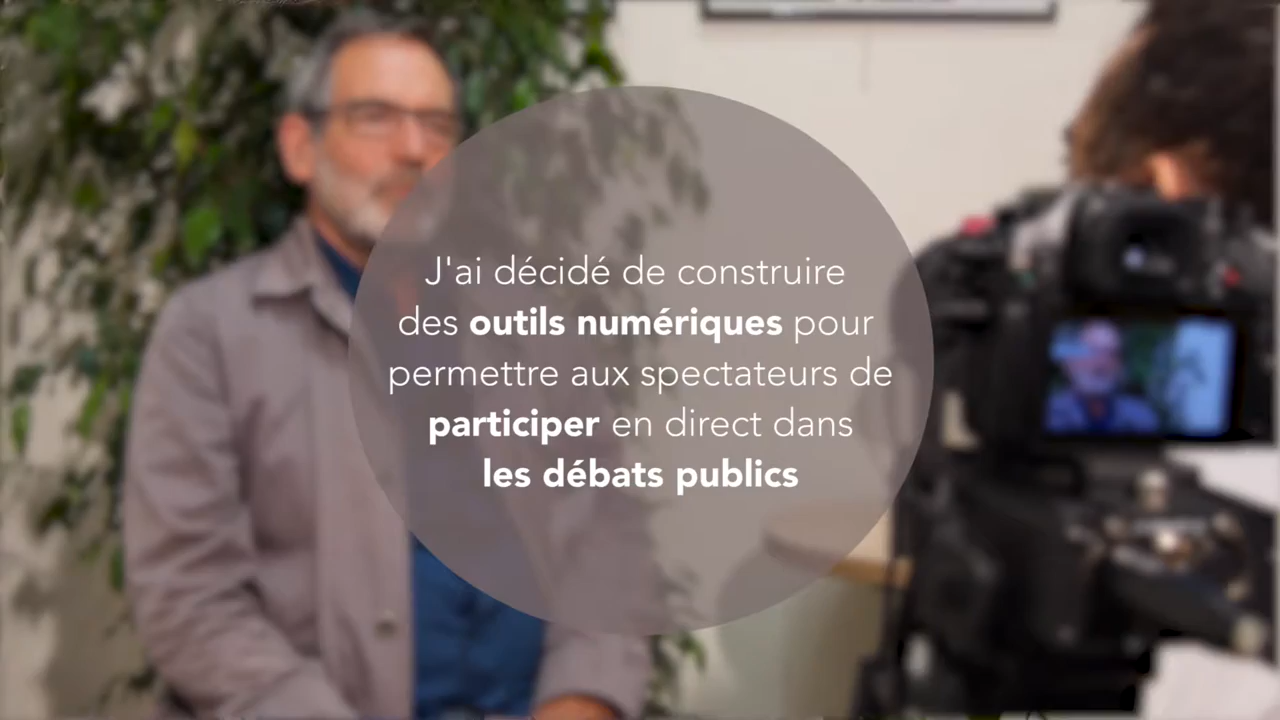 J'ai décidé de construire
des outils numériques pour
permettre aux spectateurs de
participer en direct dans
les débats publics